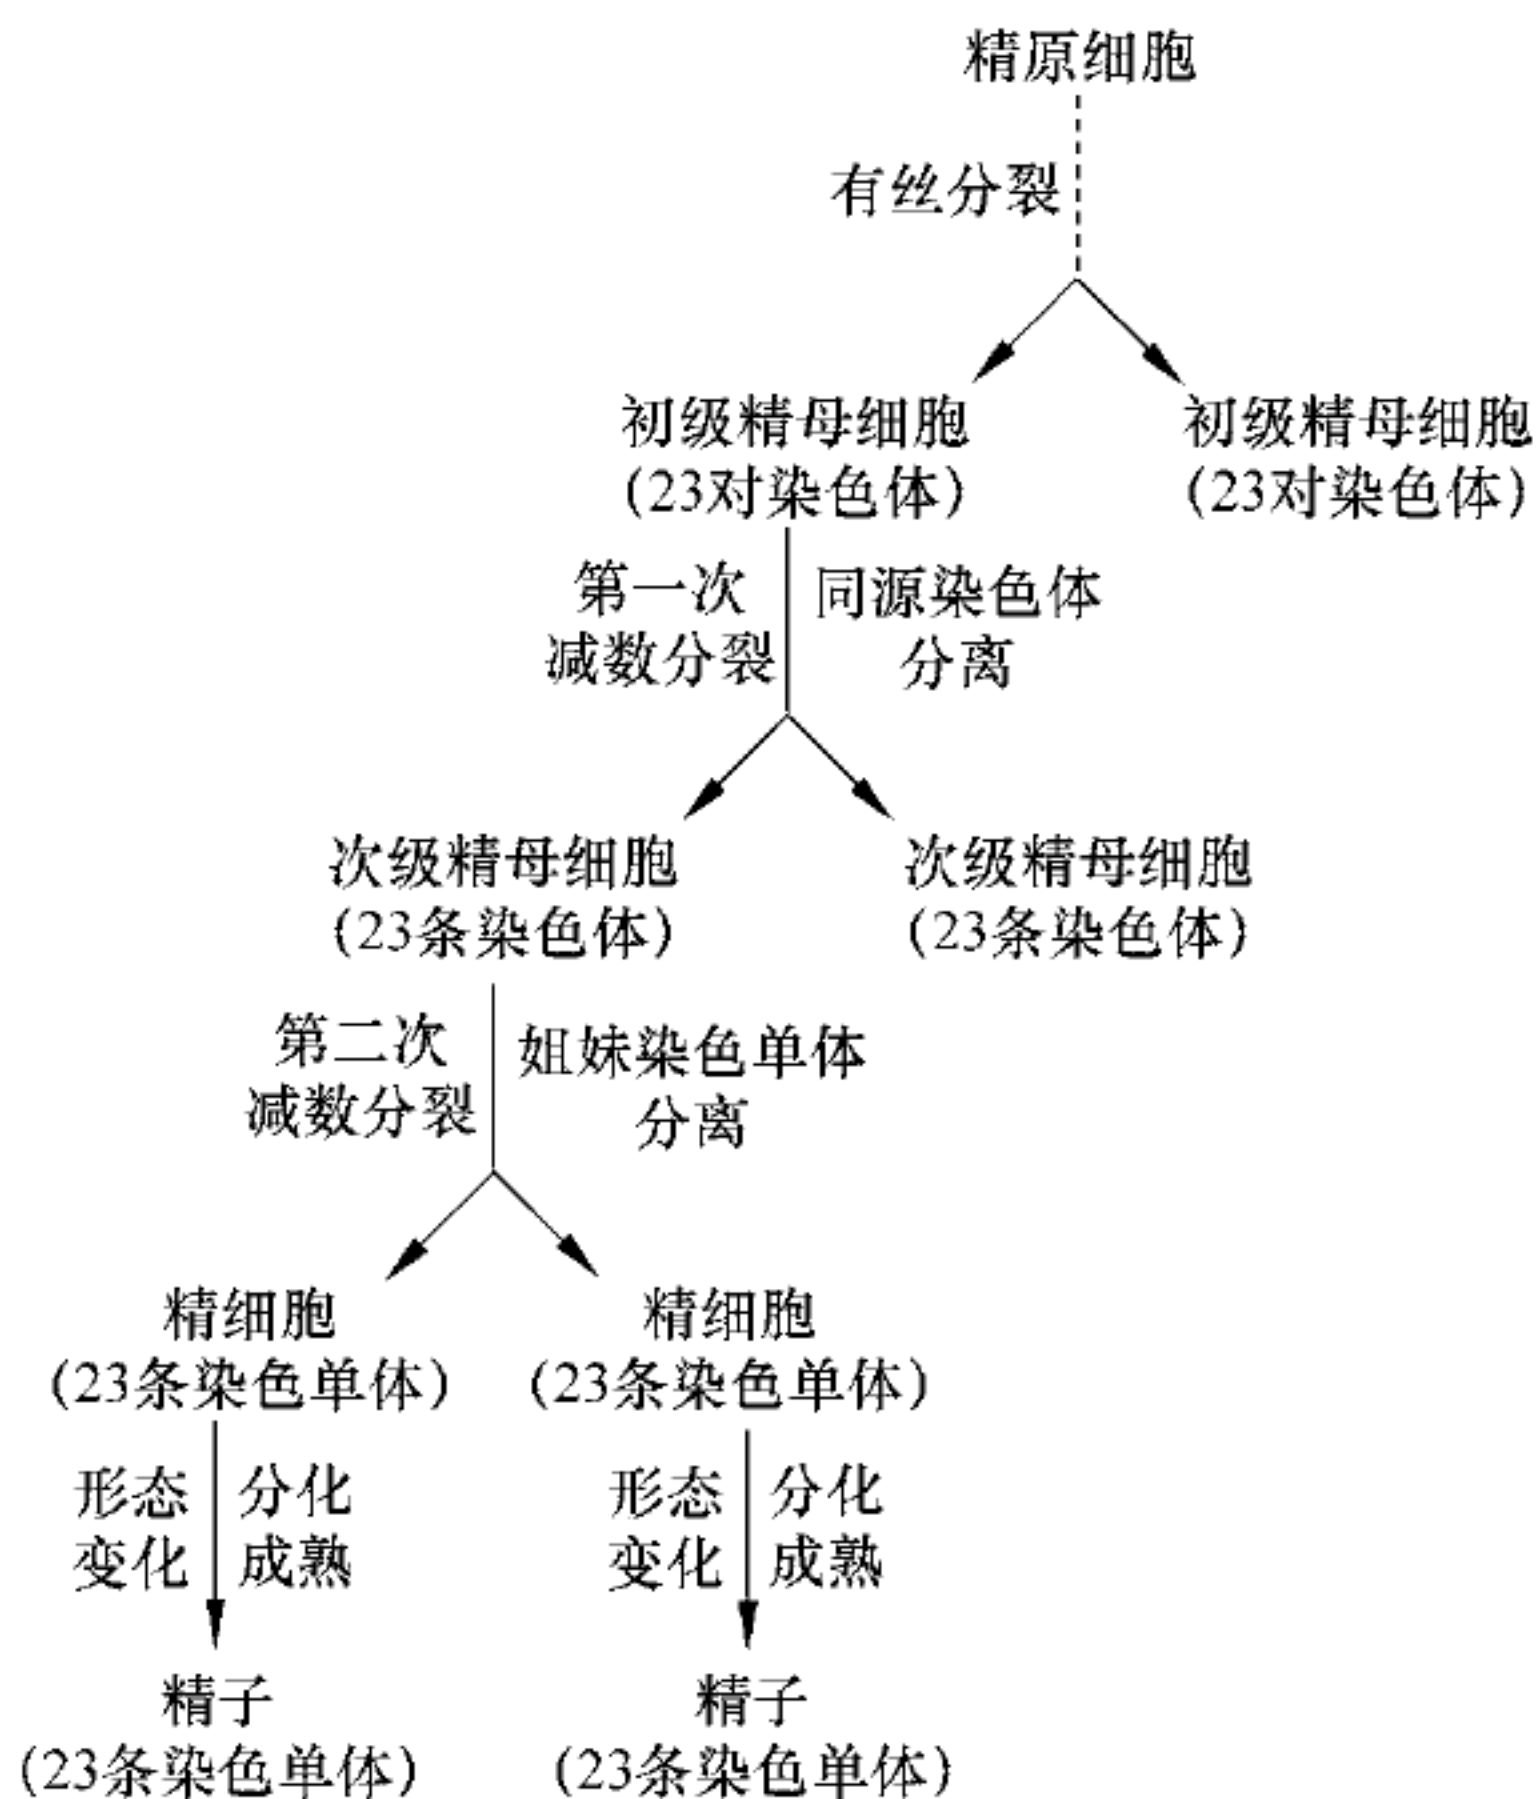 精原细胞
有丝分裂
初级精母细胞
(23对染色体)
初级精母细胞
(23对染色体)
第一次
减数分裂
同源染色体
分离
次级精母细胞
(23条染色体)
次级精母细胞
(23条染色体)
第二次
减数分裂
姐妹染色单体
分离
精细胞
(23条染色单体)
精细胞
(23条染色单体)
形态
变化
分化
成熟
形态
变化
分化
成熟
精子
(23条染色单体)
精子
(23条染色单体)